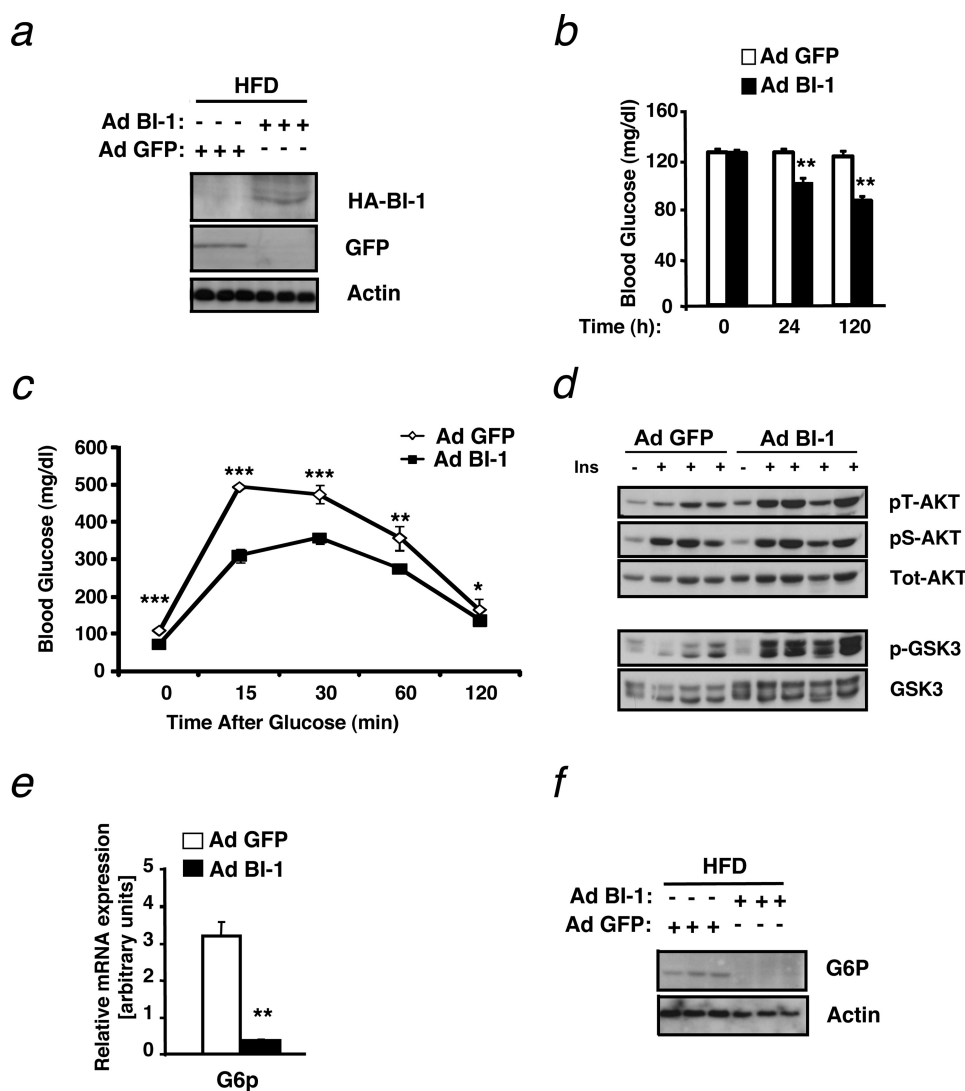 a
HFD
Ad BI-1: - - - + + +
Ad GFP: + + + - - -
HA-BI-1
GFP
Actin
b
Ad GFP
Ad BI-1
Blood Glucose (mg/dl)
160
120
80
40
0
** **
Time (h): 0 24 120
c
Ad GFP
Ad BI-1
Blood Glucose (mg/dl)
600
500
400
300
200
100
0
*** *** *** ** *
0 15 30 60 120
Time After Glucose (min)
d
Ad GFP Ad BI-1
Ins - + + + - + + + +
pT-AKT
pS-AKT
Tot-AKT
p-GSK3
GSK3
e
Ad GFP
Ad BI-1
Relative mRNA expression
[arbitrary units]
5
4
3
2
1
0
**
G6p
f
HFD
Ad BI-1: - - - + + +
Ad GFP: + + + - - -
G6P
Actin